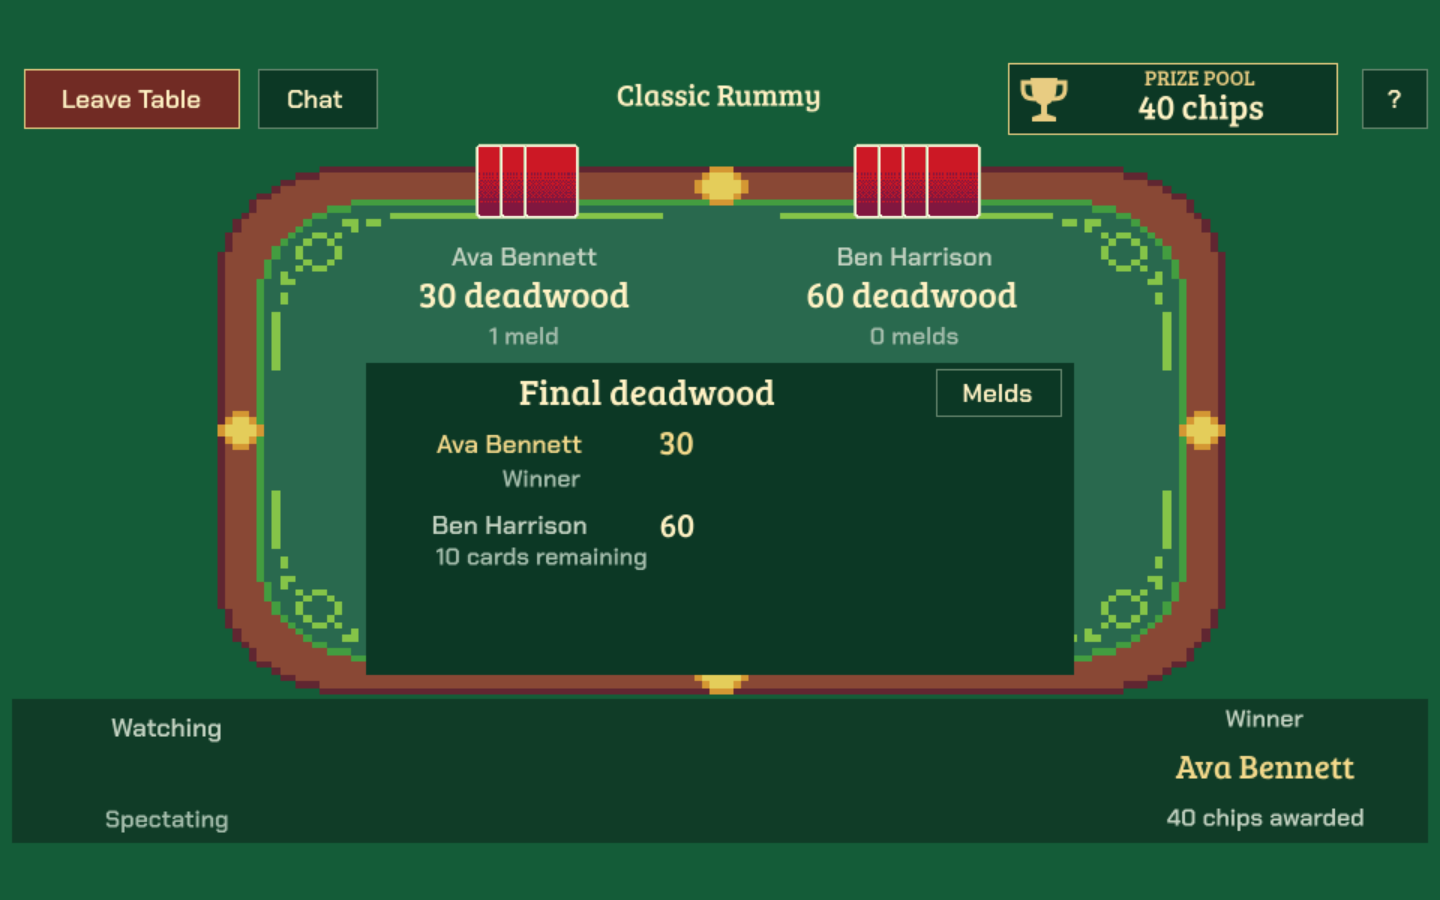 Leave Table
Chat
Classic Rummy
PRIZE POOL
40 chips
?
Ava Bennett
30 deadwood
1 meld
Ben Harrison
60 deadwood
0 melds
Final deadwood
Melds
Ava Bennett 30
Winner
Ben Harrison 60
10 cards remaining
Watching
Spectating
Winner
Ava Bennett
40 chips awarded